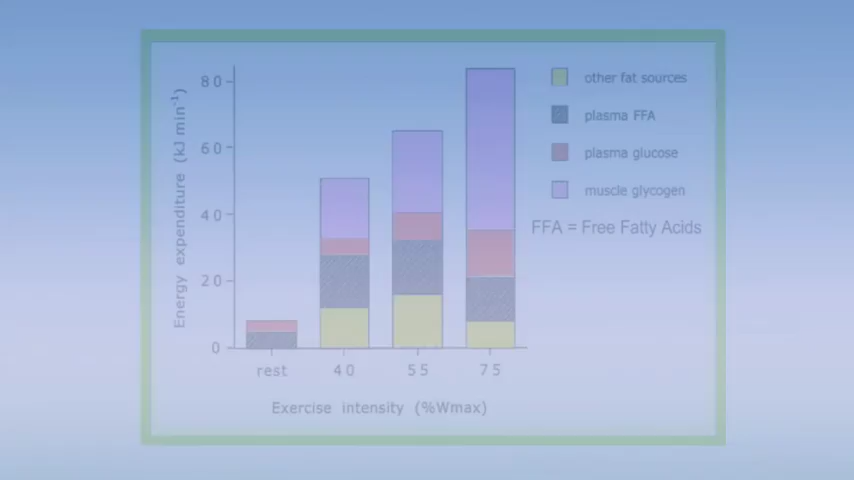 80
60
40
20
0
Energy expenditure (kJ min⁻¹)
rest 40 55 75
Exercise intensity (%Wmax)
other fat sources
plasma FFA
plasma glucose
muscle glycogen
FFA = Free Fatty Acids